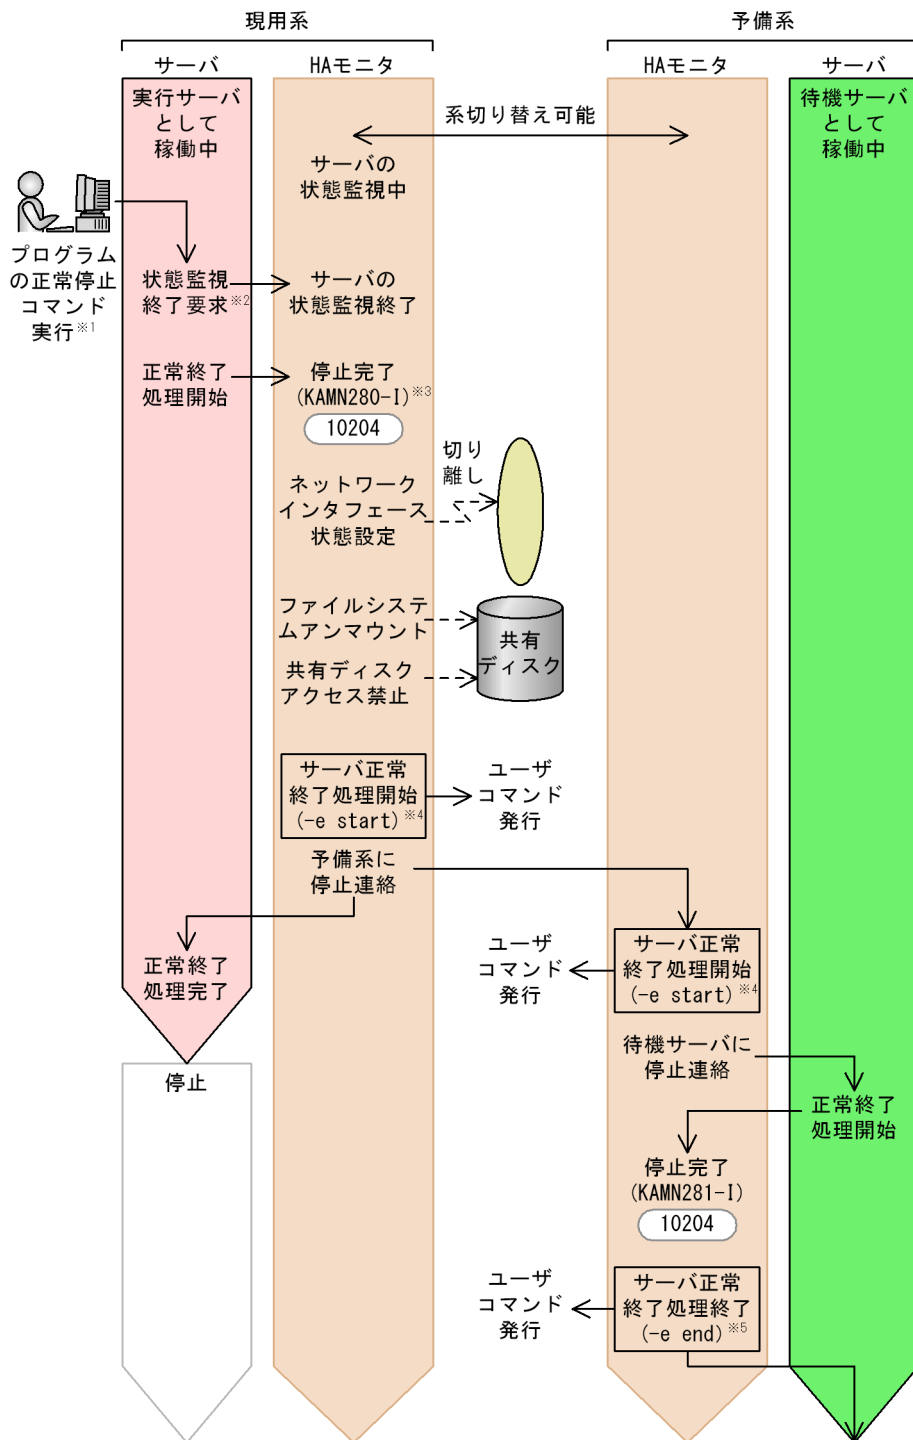 現用系
予備系
サーバ
HAモニタ
HAモニタ
サーバ
実行サーバ
として
稼働中
系切り替え可能
待機サーバ
として
稼働中
サーバの
状態監視中
プログラム
の正常停止
コマンド
実行※1
状態監視
終了要求※2
サーバの
状態監視終了
正常終了
処理開始
停止完了
(KAMN280-I)※3
10204
切り
離し
ネットワーク
インタフェース
状態設定
ファイルシステ
ムアンマウント
共有
ディスク
共有ディスク
アクセス禁止
サーバ正常
終了処理開始
(-e start)※4
ユーザ
コマンド
発行
予備系に
停止連絡
正常終了
処理完了
ユーザ
コマンド
発行
サーバ正常
終了処理開始
(-e start)※4
停止
待機サーバに
停止連絡
正常終了
処理開始
停止完了
(KAMN281-I)
10204
ユーザ
コマンド
発行
サーバ正常
終了処理終了
(-e end)※5